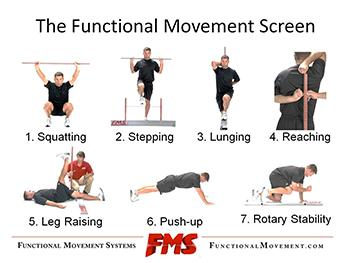 The Functional Movement Screen
FMS
1. Squatting
2. Stepping
3. Lunging
4. Reaching
5. Leg Raising
6. Push-up
7. Rotary Stability
FUNCTIONAL MOVEMENT SYSTEMS
FMS
FUNCTIONALMOVEMENT.COM